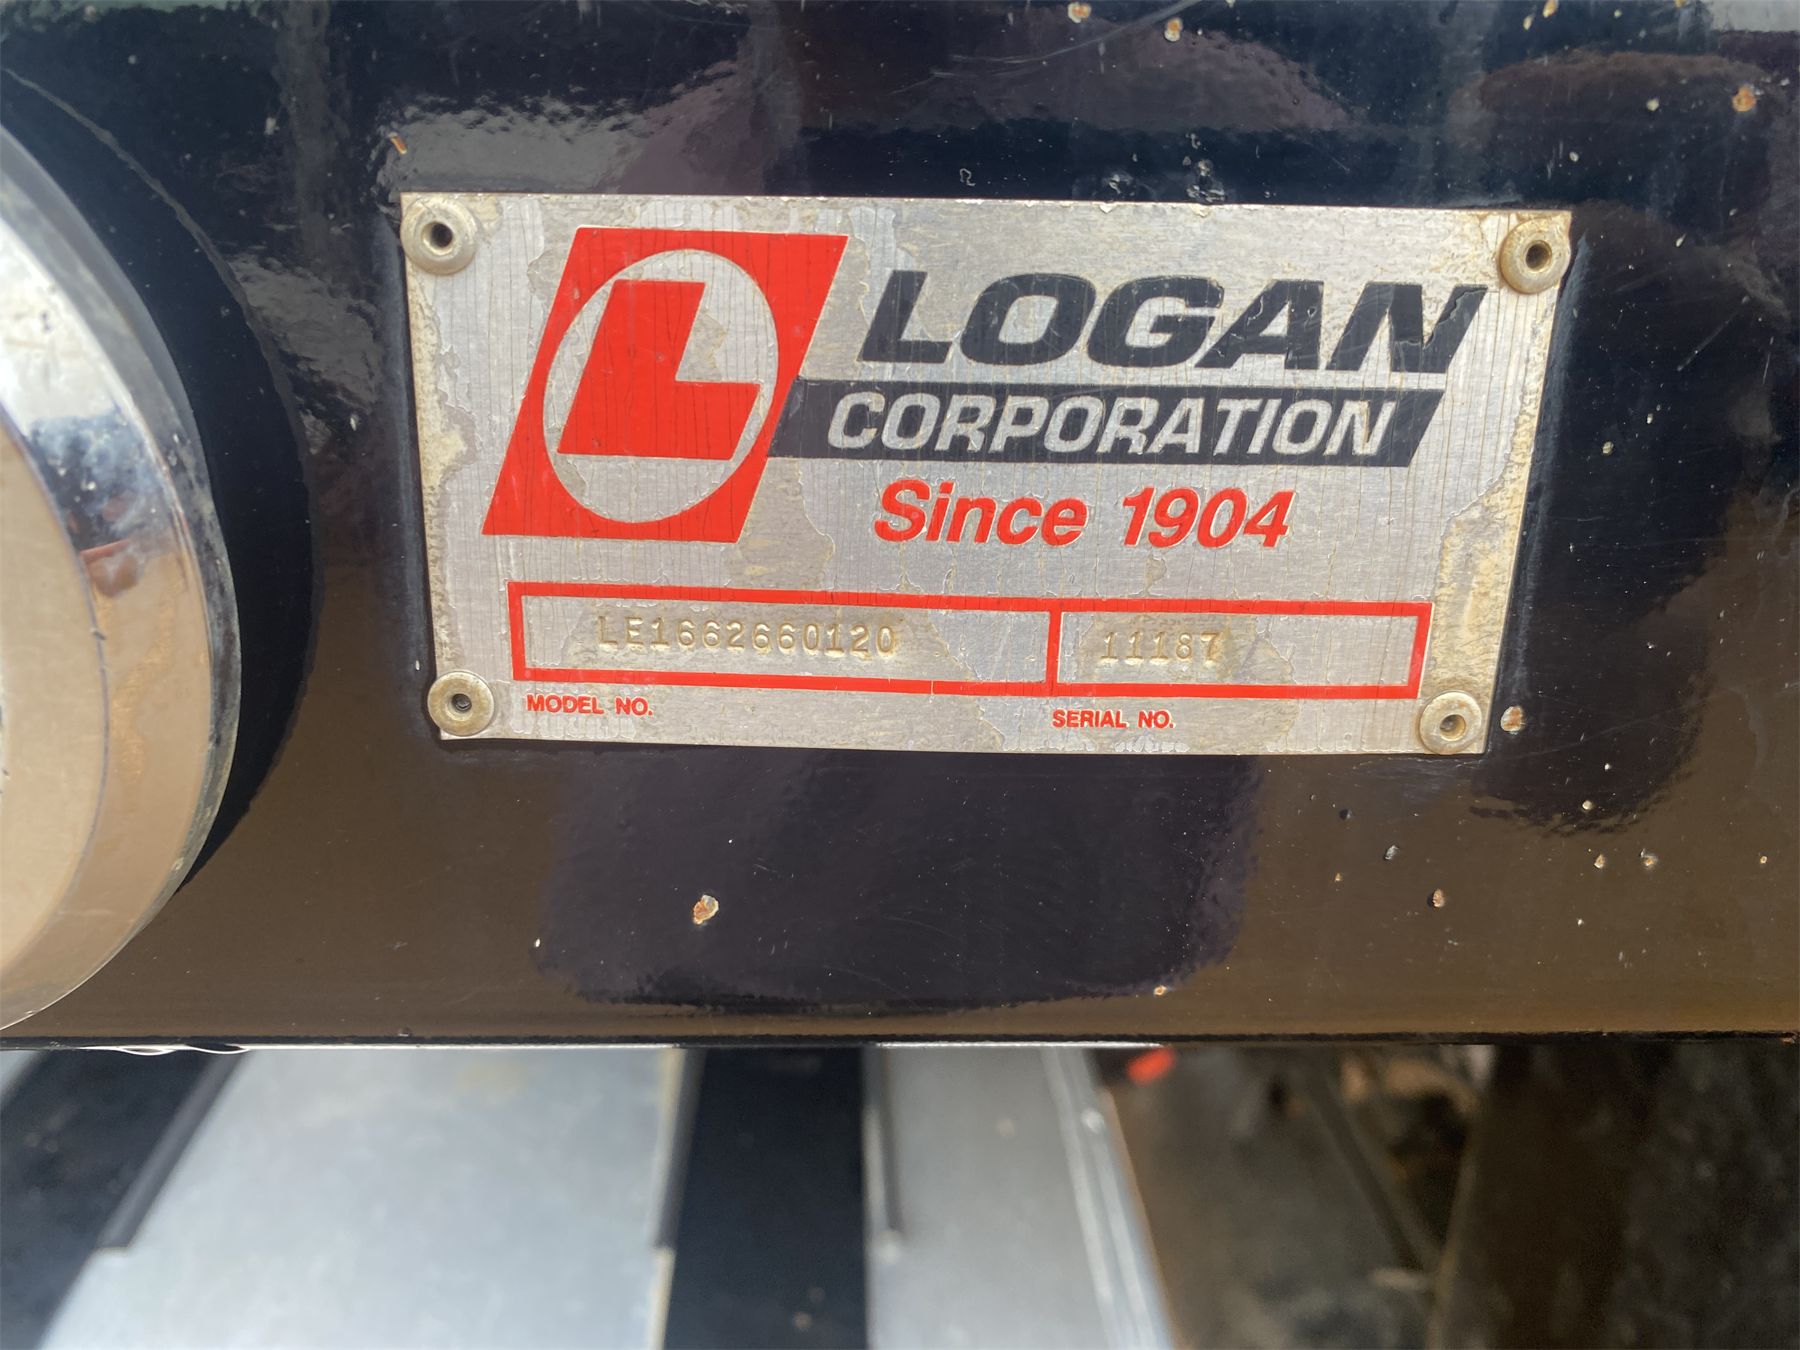 L
LOGAN
CORPORATION
Since 1904
LE1662660120
11187
MODEL NO.
SERIAL NO.